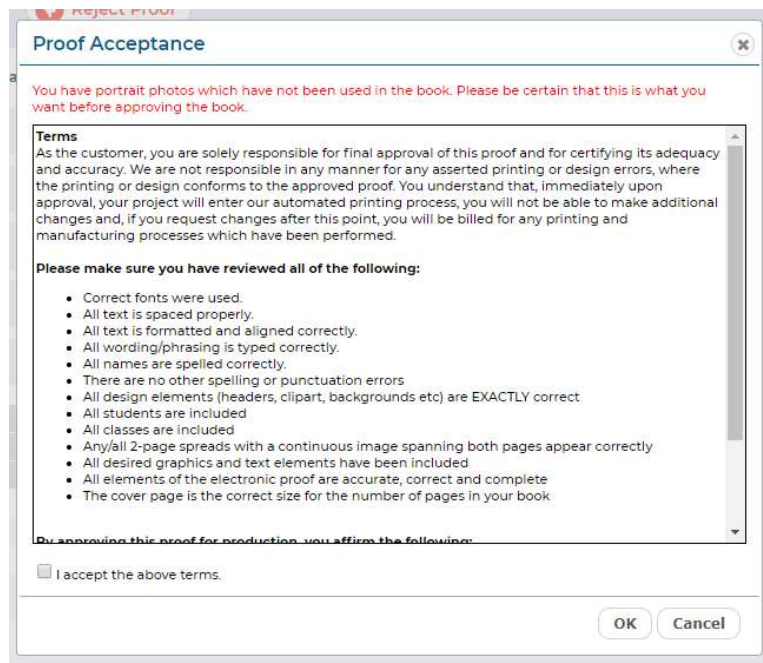 Reject Proof
Proof Acceptance
You have portrait photos which have not been used in the book. Please be certain that this is what you
want before approving the book.
Terms
As the customer, you are solely responsible for final approval of this proof and for certifying its adequacy
and accuracy. We are not responsible in any manner for any asserted printing or design errors, where
the printing or design conforms to the approved proof. You understand that, immediately upon
approval, your project will enter our automated printing process, you will not be able to make additional
changes and, if you request changes after this point, you will be billed for any printing and
manufacturing processes which have been performed.
Please make sure you have reviewed all of the following:
• Correct fonts were used.
• All text is spaced properly.
• All text is formatted and aligned correctly.
• All wording/phrasing is typed correctly.
• All names are spelled correctly.
• There are no other spelling or punctuation errors
• All design elements (headers, clipart, backgrounds etc) are EXACTLY correct
• All students are included
• All classes are included
• Any/all 2-page spreads with a continuous image spanning both pages appear correctly
• All desired graphics and text elements have been included
• All elements of the electronic proof are accurate, correct and complete
• The cover page is the correct size for the number of pages in your book
By approving this proof for production, you affirm the following:
I accept the above terms.
OK Cancel